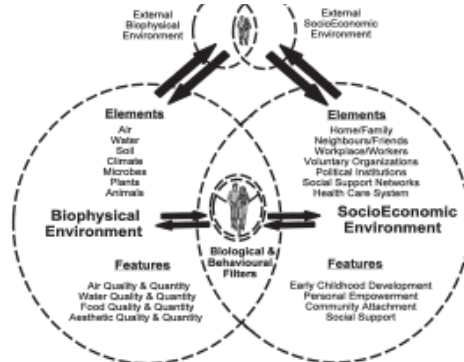 External
Biophysical
Environment
External
SocioEconomic
Environment
Elements
Air
Water
Soil
Climate
Microbes
Plants
Animals
Biophysical
Environment
Features
Air Quality & Quantity
Water Quality & Quantity
Food Quality & Quantity
Aesthetic Quality & Quantity
Biological &
Behavioural
Filters
Elements
Home/Family
Neighbours/Friends
Workplace/Workers
Voluntary Organizations
Political Institutions
Social Support Networks
Health Care System
SocioEconomic
Environment
Features
Early Childhood Development
Personal Empowerment
Community Attachment
Social Support